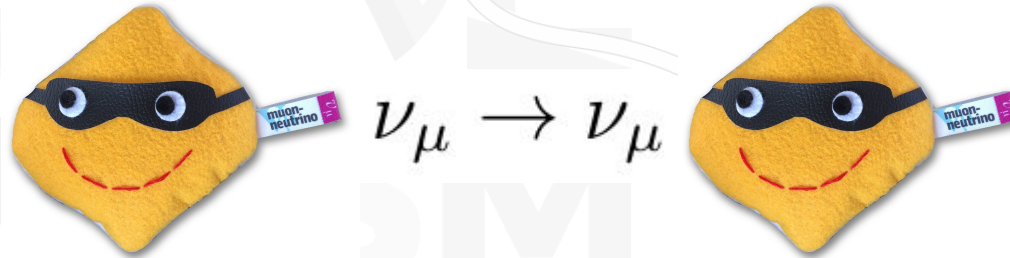 muon-
neutrino
ν_μ → ν_μ
muon-
neutrino